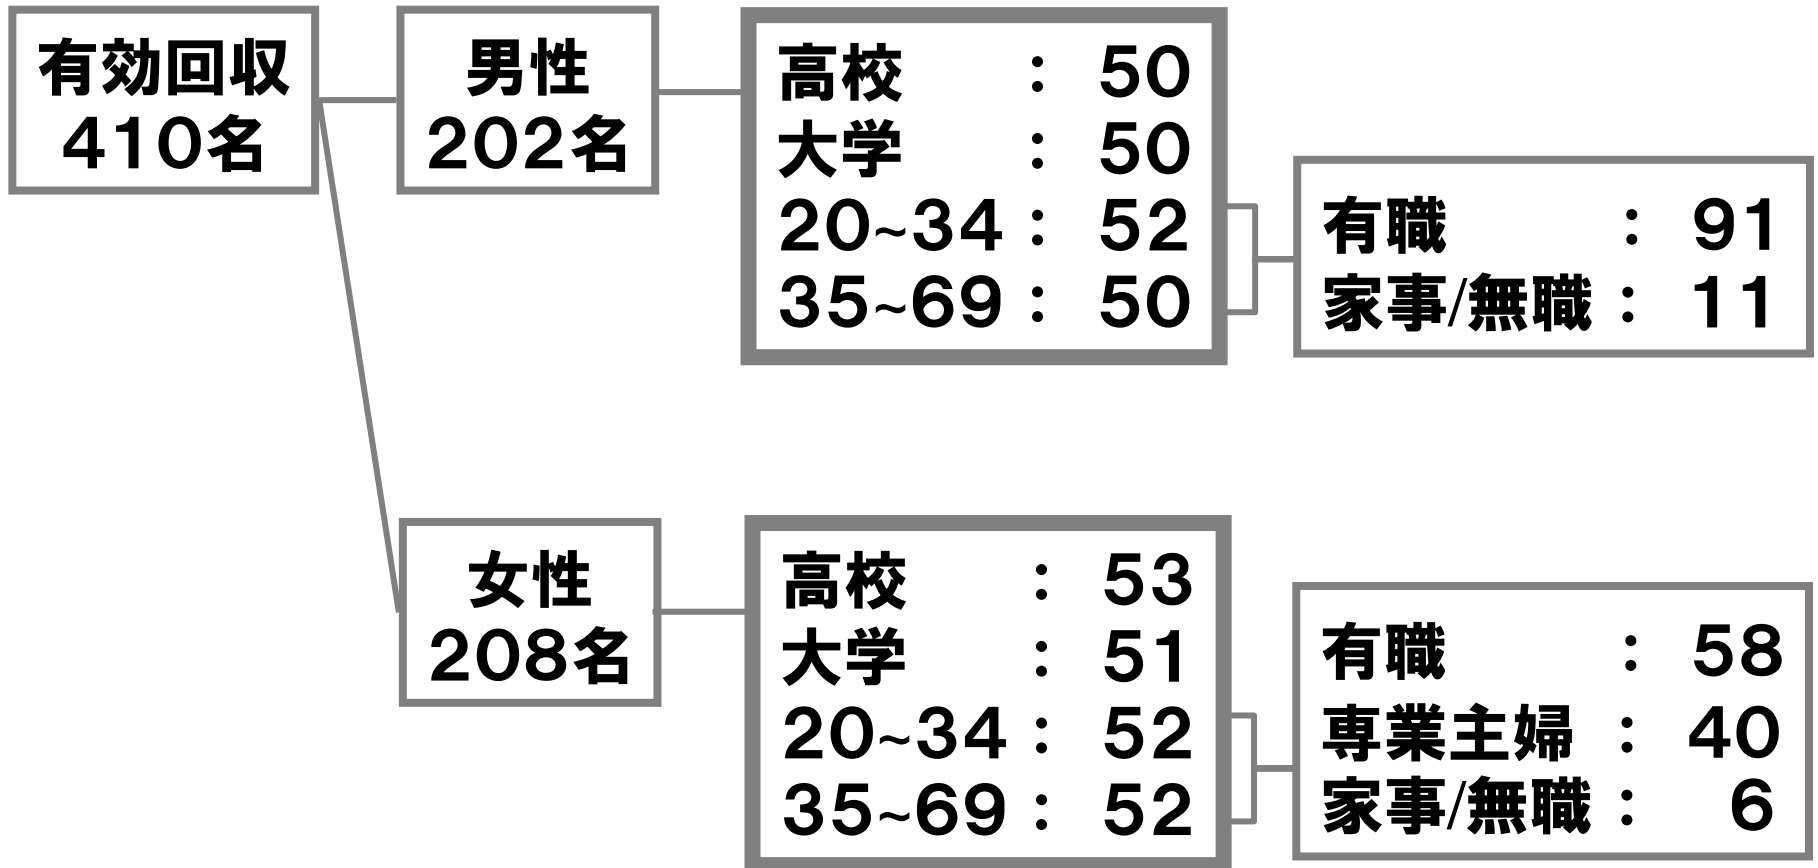 有効回収
410名
男性
202名
高校 : 50
大学 : 50
20~34 : 52
35~69 : 50
有職 : 91
家事/無職 : 11
女性
208名
高校 : 53
大学 : 51
20~34 : 52
35~69 : 52
有職 : 58
専業主婦 : 40
家事/無職 : 6